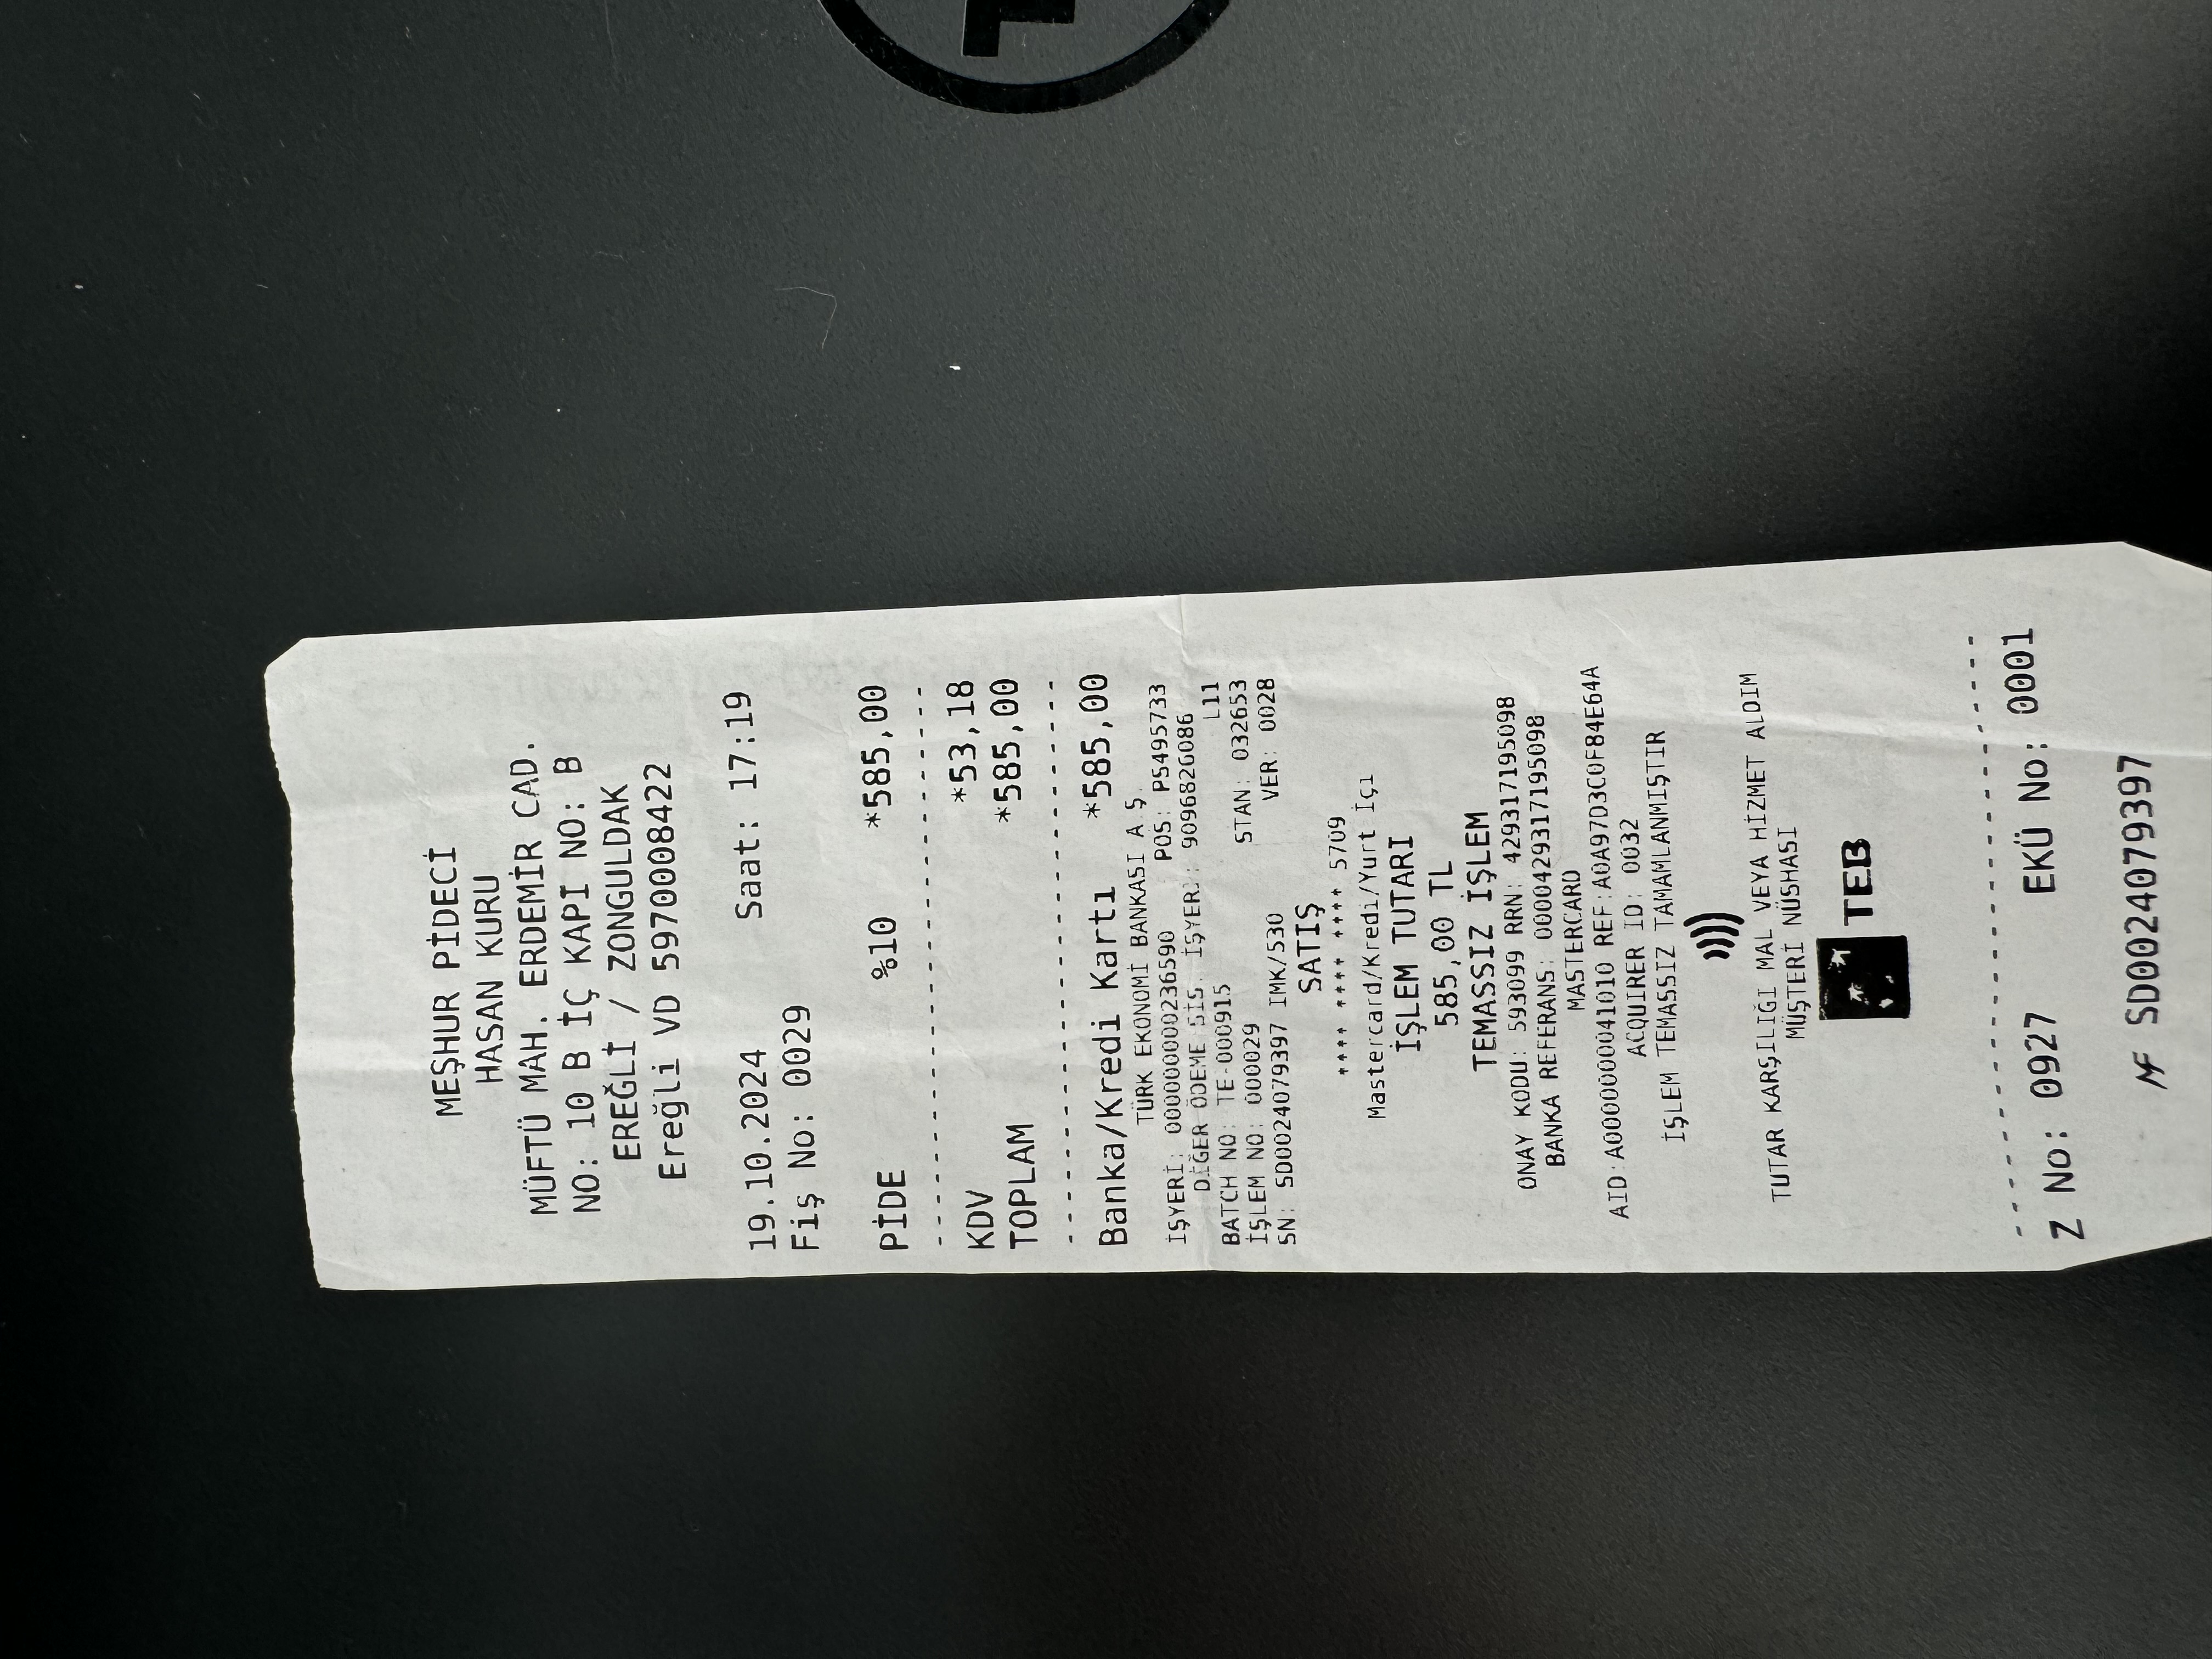 MEŞHUR PİDECİ
HASAN KURU
MÜFTÜ MAH. ERDEMİR CAD.
NO: 10 B İÇ KAPI NO: B
EREĞLİ / ZONGULDAK
Ereğli VD 5970008422
19.10.2024 Saat: 17:19
Fiş No: 0029
PİDE %10 *585,00
KDV *53,18
TOPLAM *585,00
Banka/Kredi Kartı *585,00
TÜRK EKONOMİ BANKASI A.Ş.
İŞYERİ: 000000000236590 POS: PS495733
DİĞER ÖDEME SİS. İŞYERİ: 9096826086
L11
BATCH NO: TE-000915
İŞLEM NO: 000029 STAN: 032653
SN: SD0024079397 IMK/530 VER: 0028
SATIŞ
**** **** **** 5709
Mastercard/Kredi/Yurt İçi
İŞLEM TUTARI
585,00 TL
TEMASSIZ İŞLEM
ONAY KODU: 593099 RRN: 429317195098
BANKA REFERANS: 0000429317195098
MASTERCARD
AID:A0000000041010 REF:A0A97D3C0F84E64A
ACQUIRER ID: 0032
İŞLEM TEMASSIZ TAMAMLANMIŞTIR
TUTAR KARŞILIĞI MAL VEYA HİZMET ALDIM
MÜŞTERİ NÜSHASI
TEB
Z No: 0927 EKÜ No: 0001
MF SD0024079397